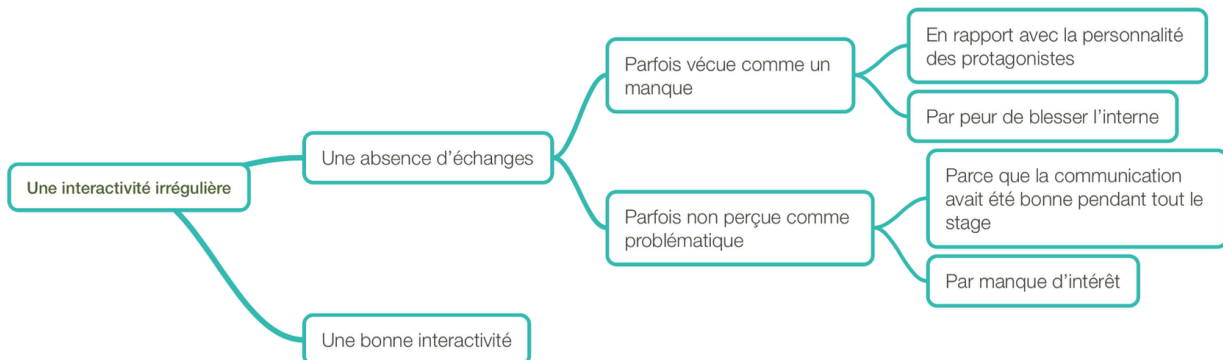 Une interactivité irrégulière
Une absence d'échanges
Parfois vécue comme un
manque
En rapport avec la personnalité
des protagonistes
Par peur de blesser l'interne
Parfois non perçue comme
problématique
Parce que la communication
avait été bonne pendant tout le
stage
Par manque d'intérêt
Une bonne interactivité